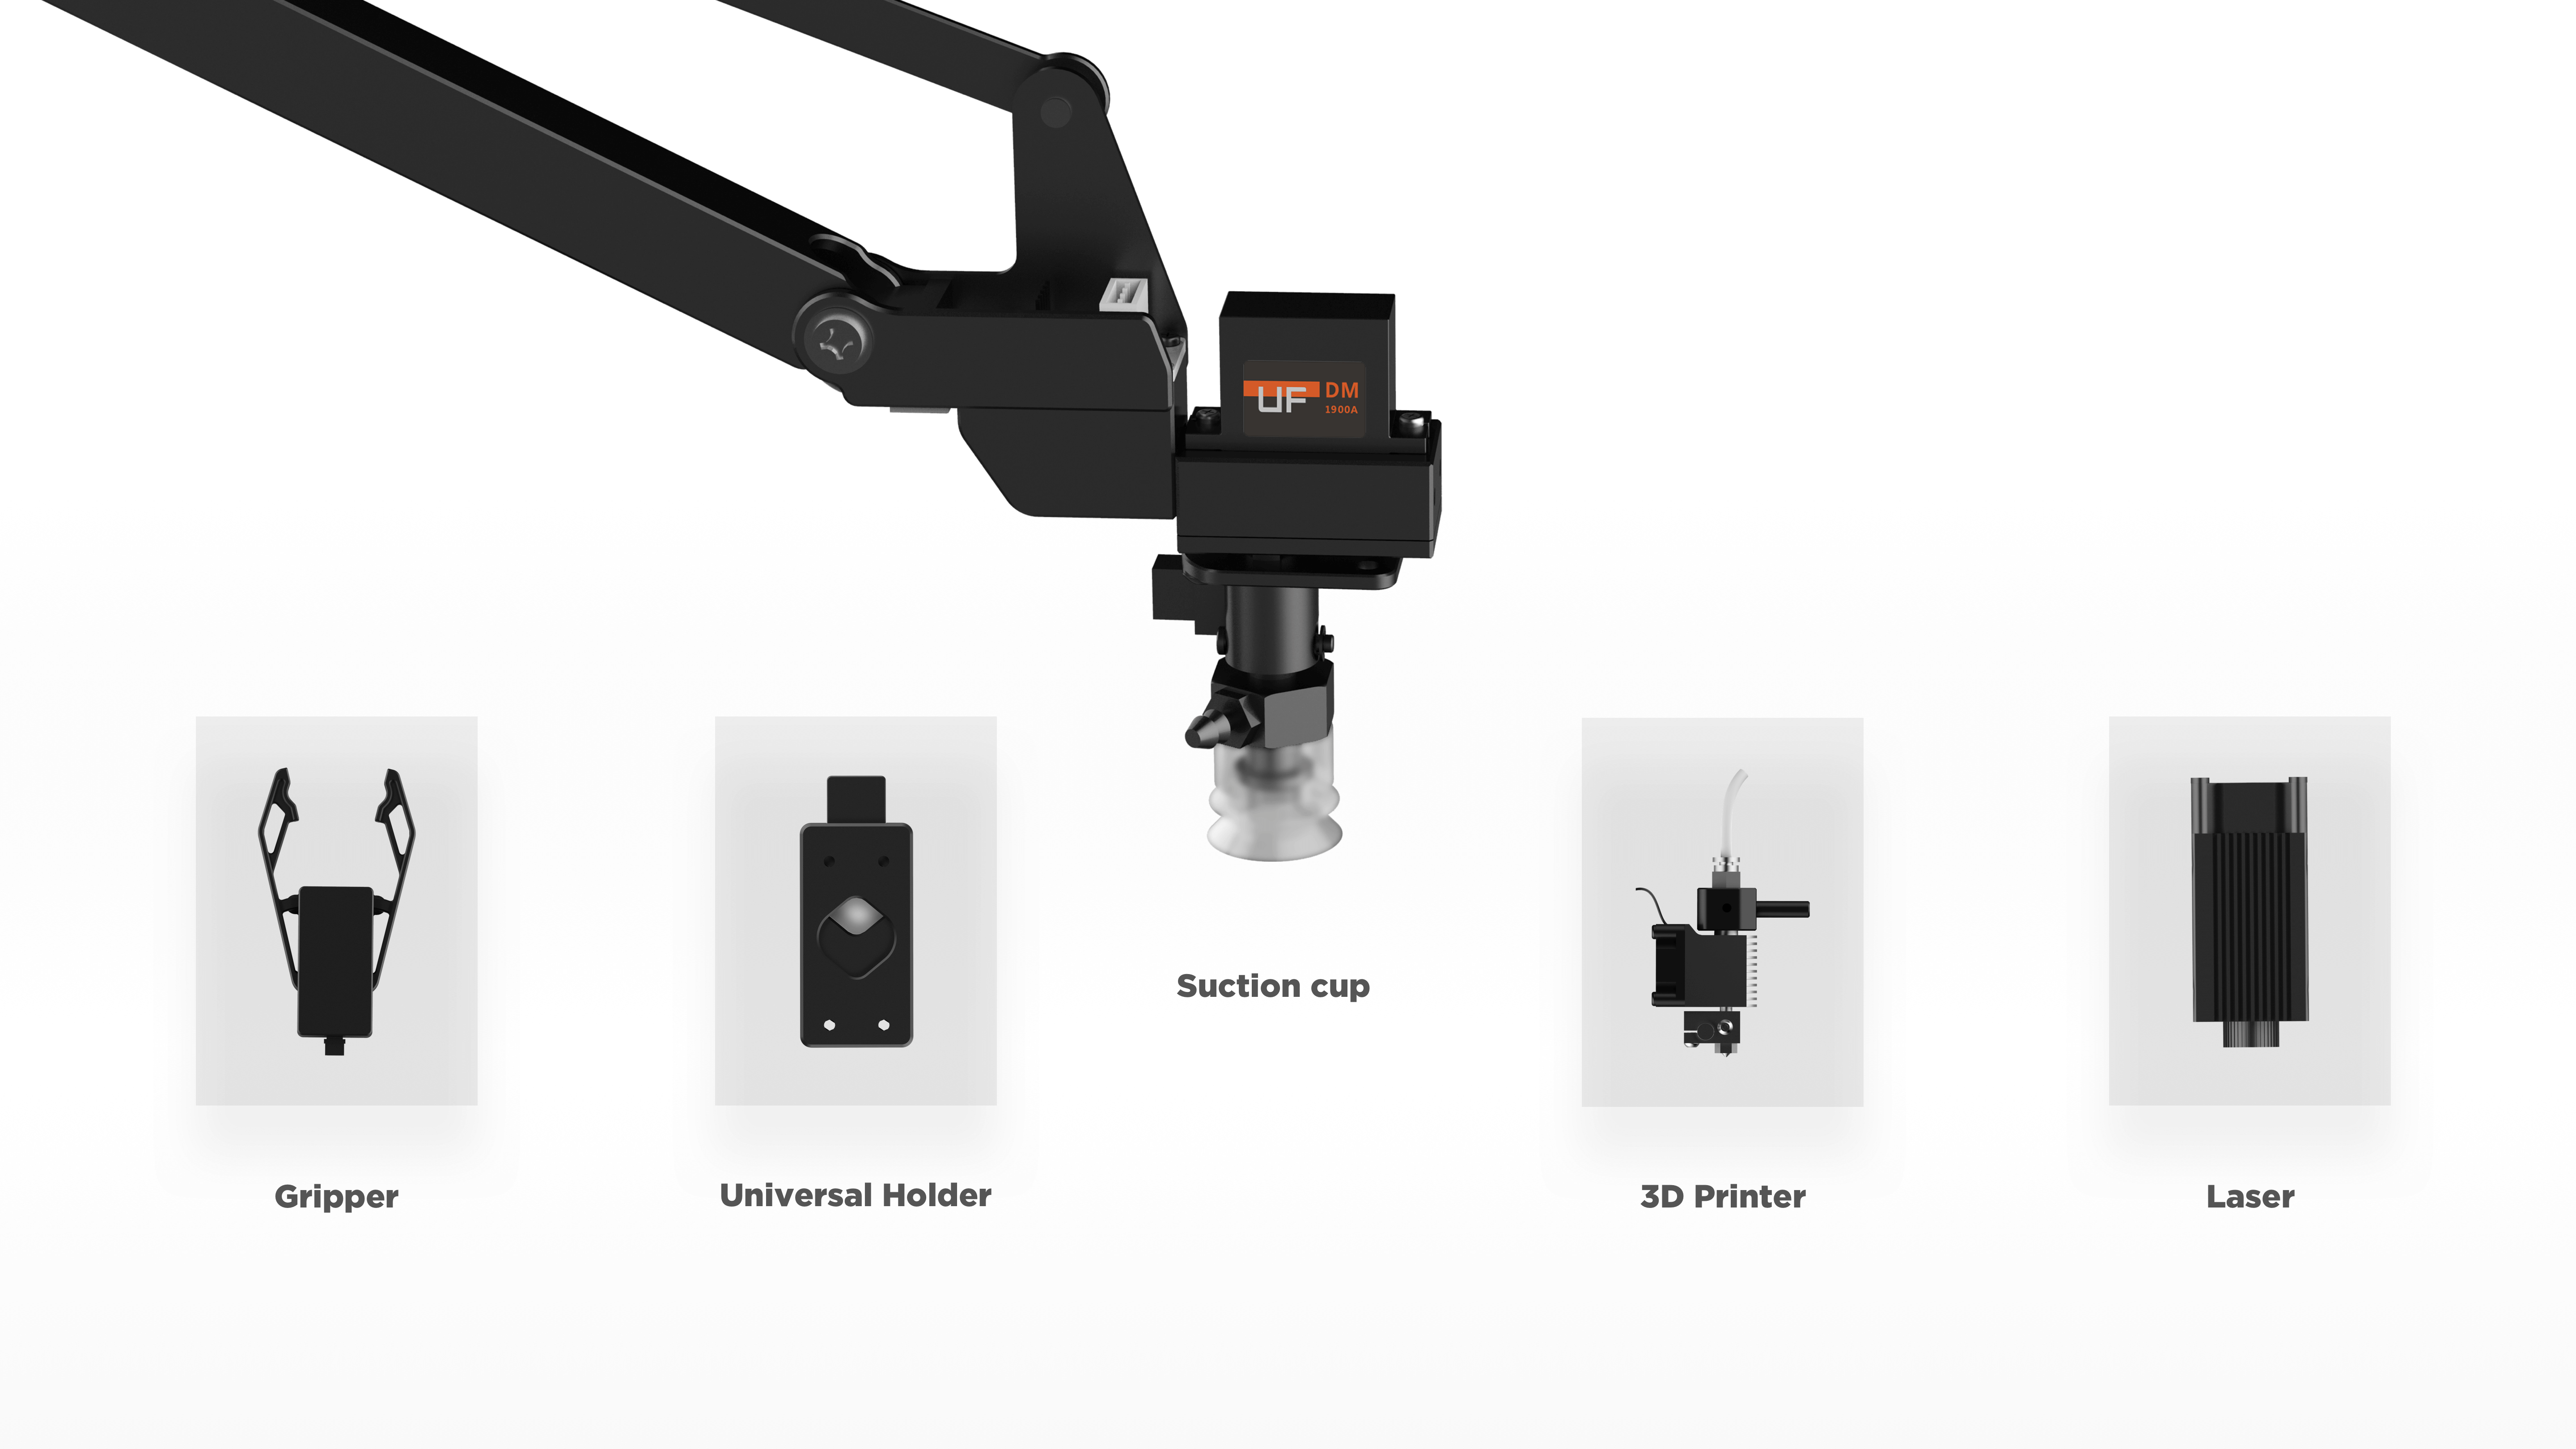 UF DM
1900A
Suction cup
Gripper
Universal Holder
3D Printer
Laser